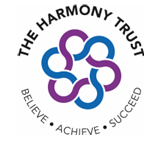 THE HARMONY TRUST
BELIEVE • ACHIEVE • SUCCEED